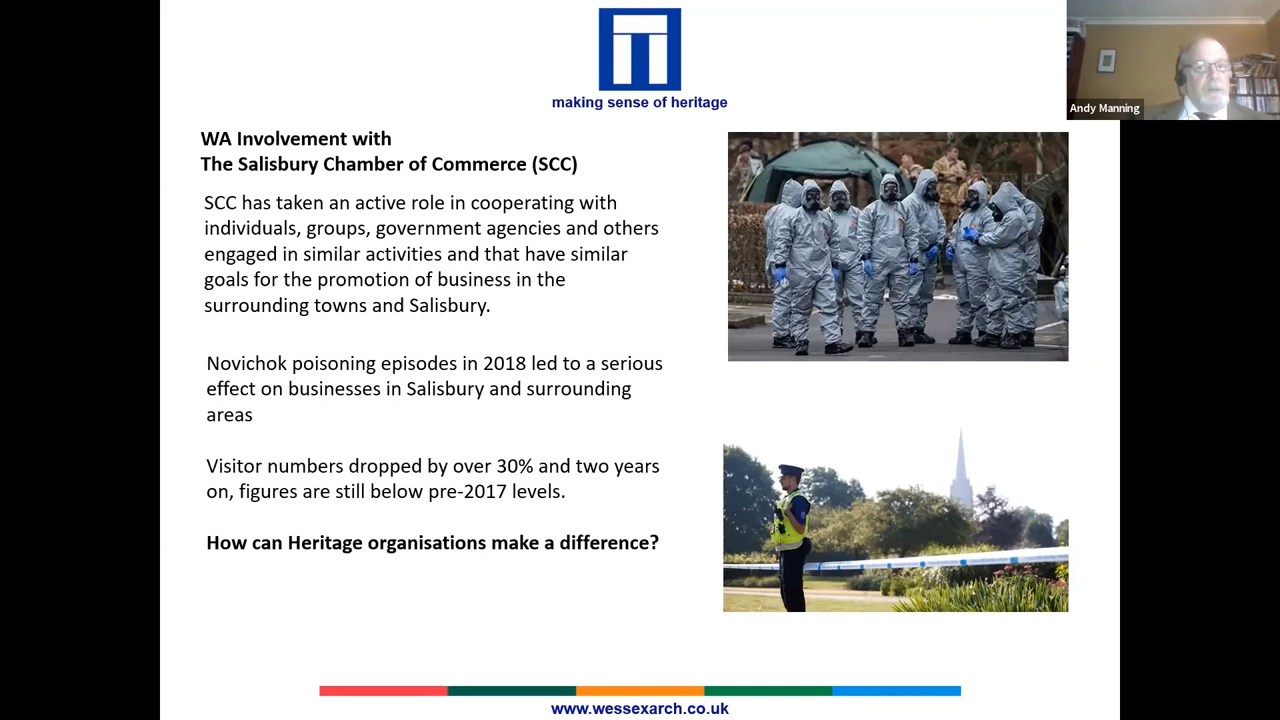 making sense of heritage
Andy Manning
WA Involvement with
The Salisbury Chamber of Commerce (SCC)
SCC has taken an active role in cooperating with
individuals, groups, government agencies and others
engaged in similar activities and that have similar
goals for the promotion of business in the
surrounding towns and Salisbury.
Novichok poisoning episodes in 2018 led to a serious
effect on businesses in Salisbury and surrounding
areas
Visitor numbers dropped by over 30% and two years
on, figures are still below pre-2017 levels.
How can Heritage organisations make a difference?
www.wessexarch.co.uk